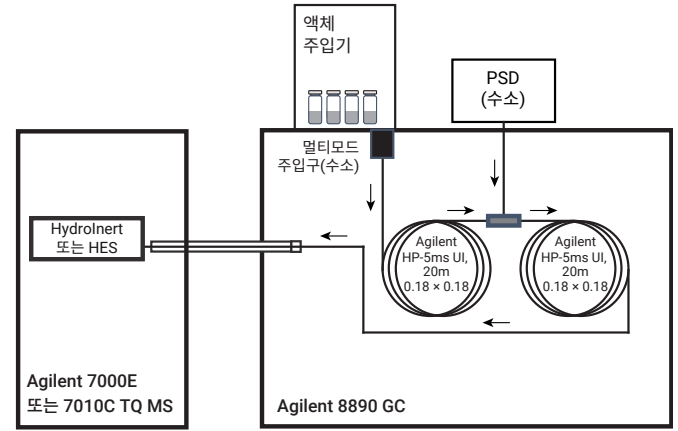 액체
주입기
PSD
(수소)
멀티모드
주입구(수소)
HydroInert
또는 HES
Agilent
HP-5ms UI,
20m
0.18 × 0.18
Agilent
HP-5ms UI,
20m
0.18 × 0.18
Agilent 7000E
또는 7010C TQ MS
Agilent 8890 GC